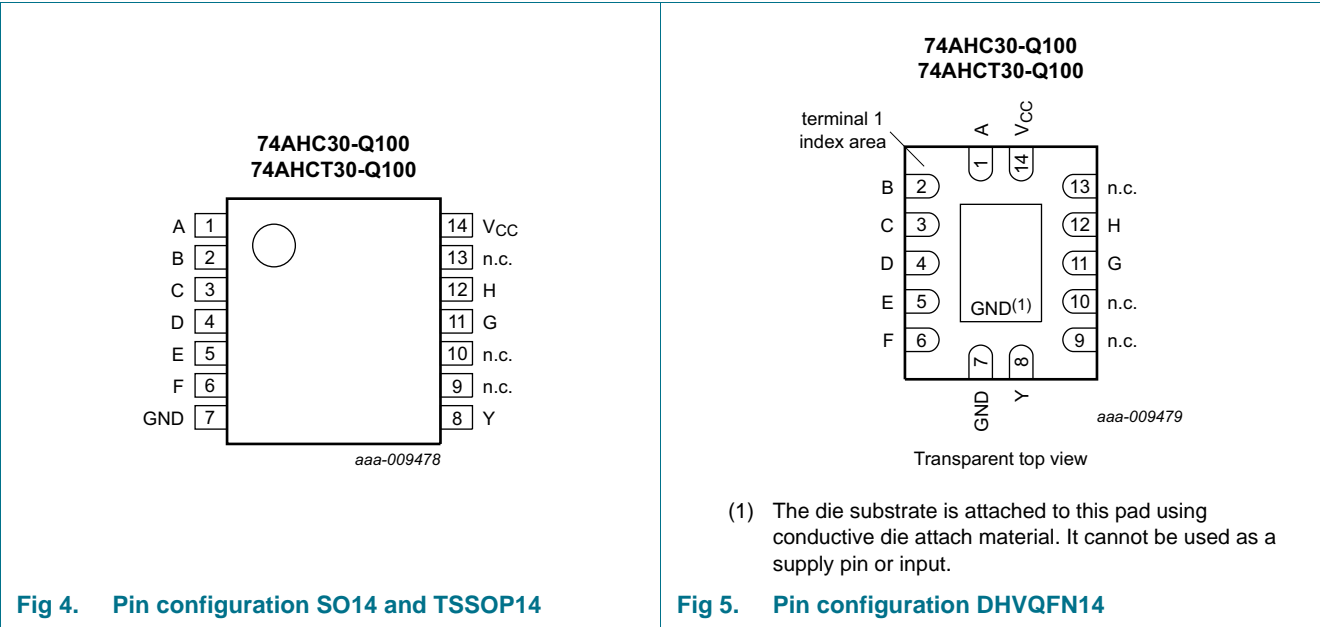 74AHC30-Q100
74AHCT30-Q100
A 1 14 VCC
B 2 13 n.c.
C 3 12 H
D 4 11 G
E 5 10 n.c.
F 6 9 n.c.
GND 7 8 Y
aaa-009478
Fig 4. Pin configuration SO14 and TSSOP14
74AHC30-Q100
74AHCT30-Q100
terminal 1
index area
A VCC
1 14
B 2 13 n.c.
C 3 12 H
D 4 11 G
E 5 10 n.c.
GND(1)
F 6 9 n.c.
7 8
GND Y
aaa-009479
Transparent top view
(1) The die substrate is attached to this pad using
conductive die attach material. It cannot be used as a
supply pin or input.
Fig 5. Pin configuration DHVQFN14